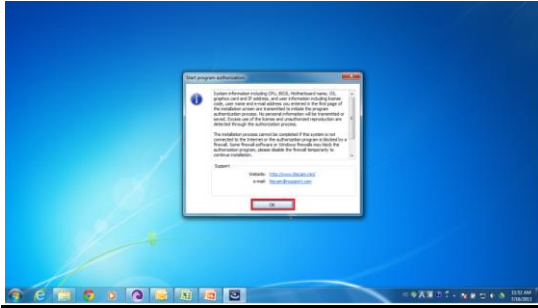 Start program authorization
System information including CPU, BIOS, Motherboard name, OS,
graphics card and IP address, and user information including license
code, user name and e-mail address you entered in the first page of
the installation screen are transmitted to initiate the program
authentication process. No personal information will be transmitted or
saved. Excess use of the license and unauthorized reproduction are
detected through the authorization process.
The installation process cannot be completed if the system is not
connected to the Internet or the authorization program is blocked by a
firewall. Some firewall software or Windows firewalls may block the
authorization program, please disable the firewall temporarily to
continue installation.
Support
Website:
e-mail:
OK
11:52 AM